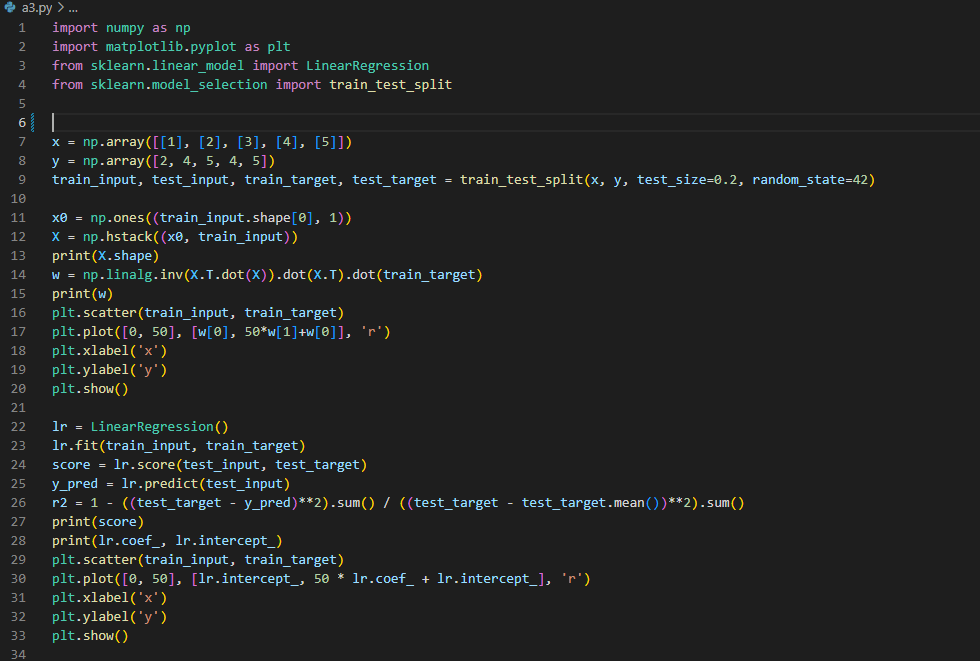 a3.py > ...
1 import numpy as np
2 import matplotlib.pyplot as plt
3 from sklearn.linear_model import LinearRegression
4 from sklearn.model_selection import train_test_split
5
6
7 x = np.array([[1], [2], [3], [4], [5]])
8 y = np.array([2, 4, 5, 4, 5])
9 train_input, test_input, train_target, test_target = train_test_split(x, y, test_size=0.2, random_state=42)
10
11 x0 = np.ones((train_input.shape[0], 1))
12 X = np.hstack((x0, train_input))
13 print(X.shape)
14 w = np.linalg.inv(X.T.dot(X)).dot(X.T).dot(train_target)
15 print(w)
16 plt.scatter(train_input, train_target)
17 plt.plot([0, 50], [w[0], 50*w[1]+w[0]], 'r')
18 plt.xlabel('x')
19 plt.ylabel('y')
20 plt.show()
21
22 lr = LinearRegression()
23 lr.fit(train_input, train_target)
24 score = lr.score(test_input, test_target)
25 y_pred = lr.predict(test_input)
26 r2 = 1 - ((test_target - y_pred)**2).sum() / ((test_target - test_target.mean())**2).sum()
27 print(score)
28 print(lr.coef_, lr.intercept_)
29 plt.scatter(train_input, train_target)
30 plt.plot([0, 50], [lr.intercept_, 50 * lr.coef_ + lr.intercept_], 'r')
31 plt.xlabel('x')
32 plt.ylabel('y')
33 plt.show()
34